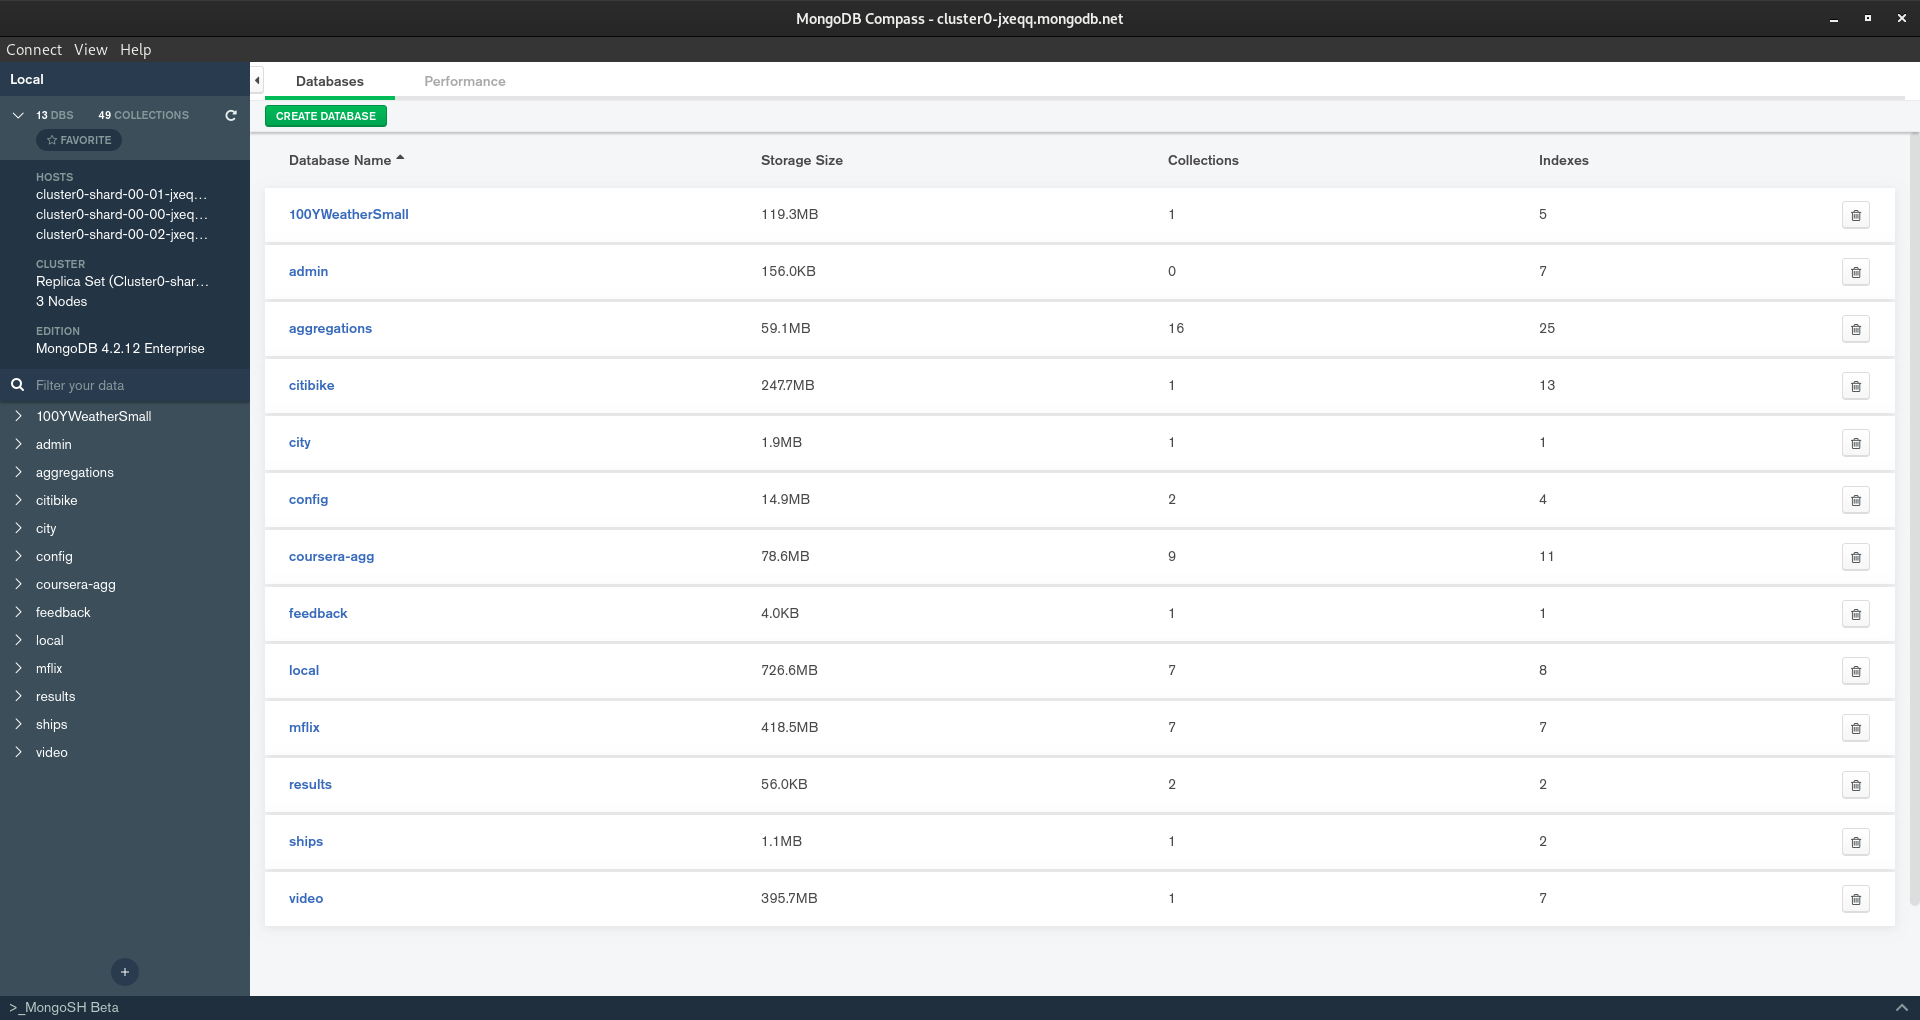 MongoDB Compass - cluster0-jxeqq.mongodb.net
Connect View Help
Local
13 DBS 49 COLLECTIONS
FAVORITE
HOSTS
cluster0-shard-00-01-jxeq…
cluster0-shard-00-00-jxeq…
cluster0-shard-00-02-jxeq…
CLUSTER
Replica Set (Cluster0-shar…
3 Nodes
EDITION
MongoDB 4.2.12 Enterprise
Filter your data
100YWeatherSmall
admin
aggregations
citibike
city
config
coursera-agg
feedback
local
mflix
results
ships
video
Databases Performance
CREATE DATABASE
Database Name Storage Size Collections Indexes
100YWeatherSmall 119.3MB 1 5
admin 156.0KB 0 7
aggregations 59.1MB 16 25
citibike 247.7MB 1 13
city 1.9MB 1 1
config 14.9MB 2 4
coursera-agg 78.6MB 9 11
feedback 4.0KB 1 1
local 726.6MB 7 8
mflix 418.5MB 7 7
results 56.0KB 2 2
ships 1.1MB 1 2
video 395.7MB 1 7
>_MongoSH Beta